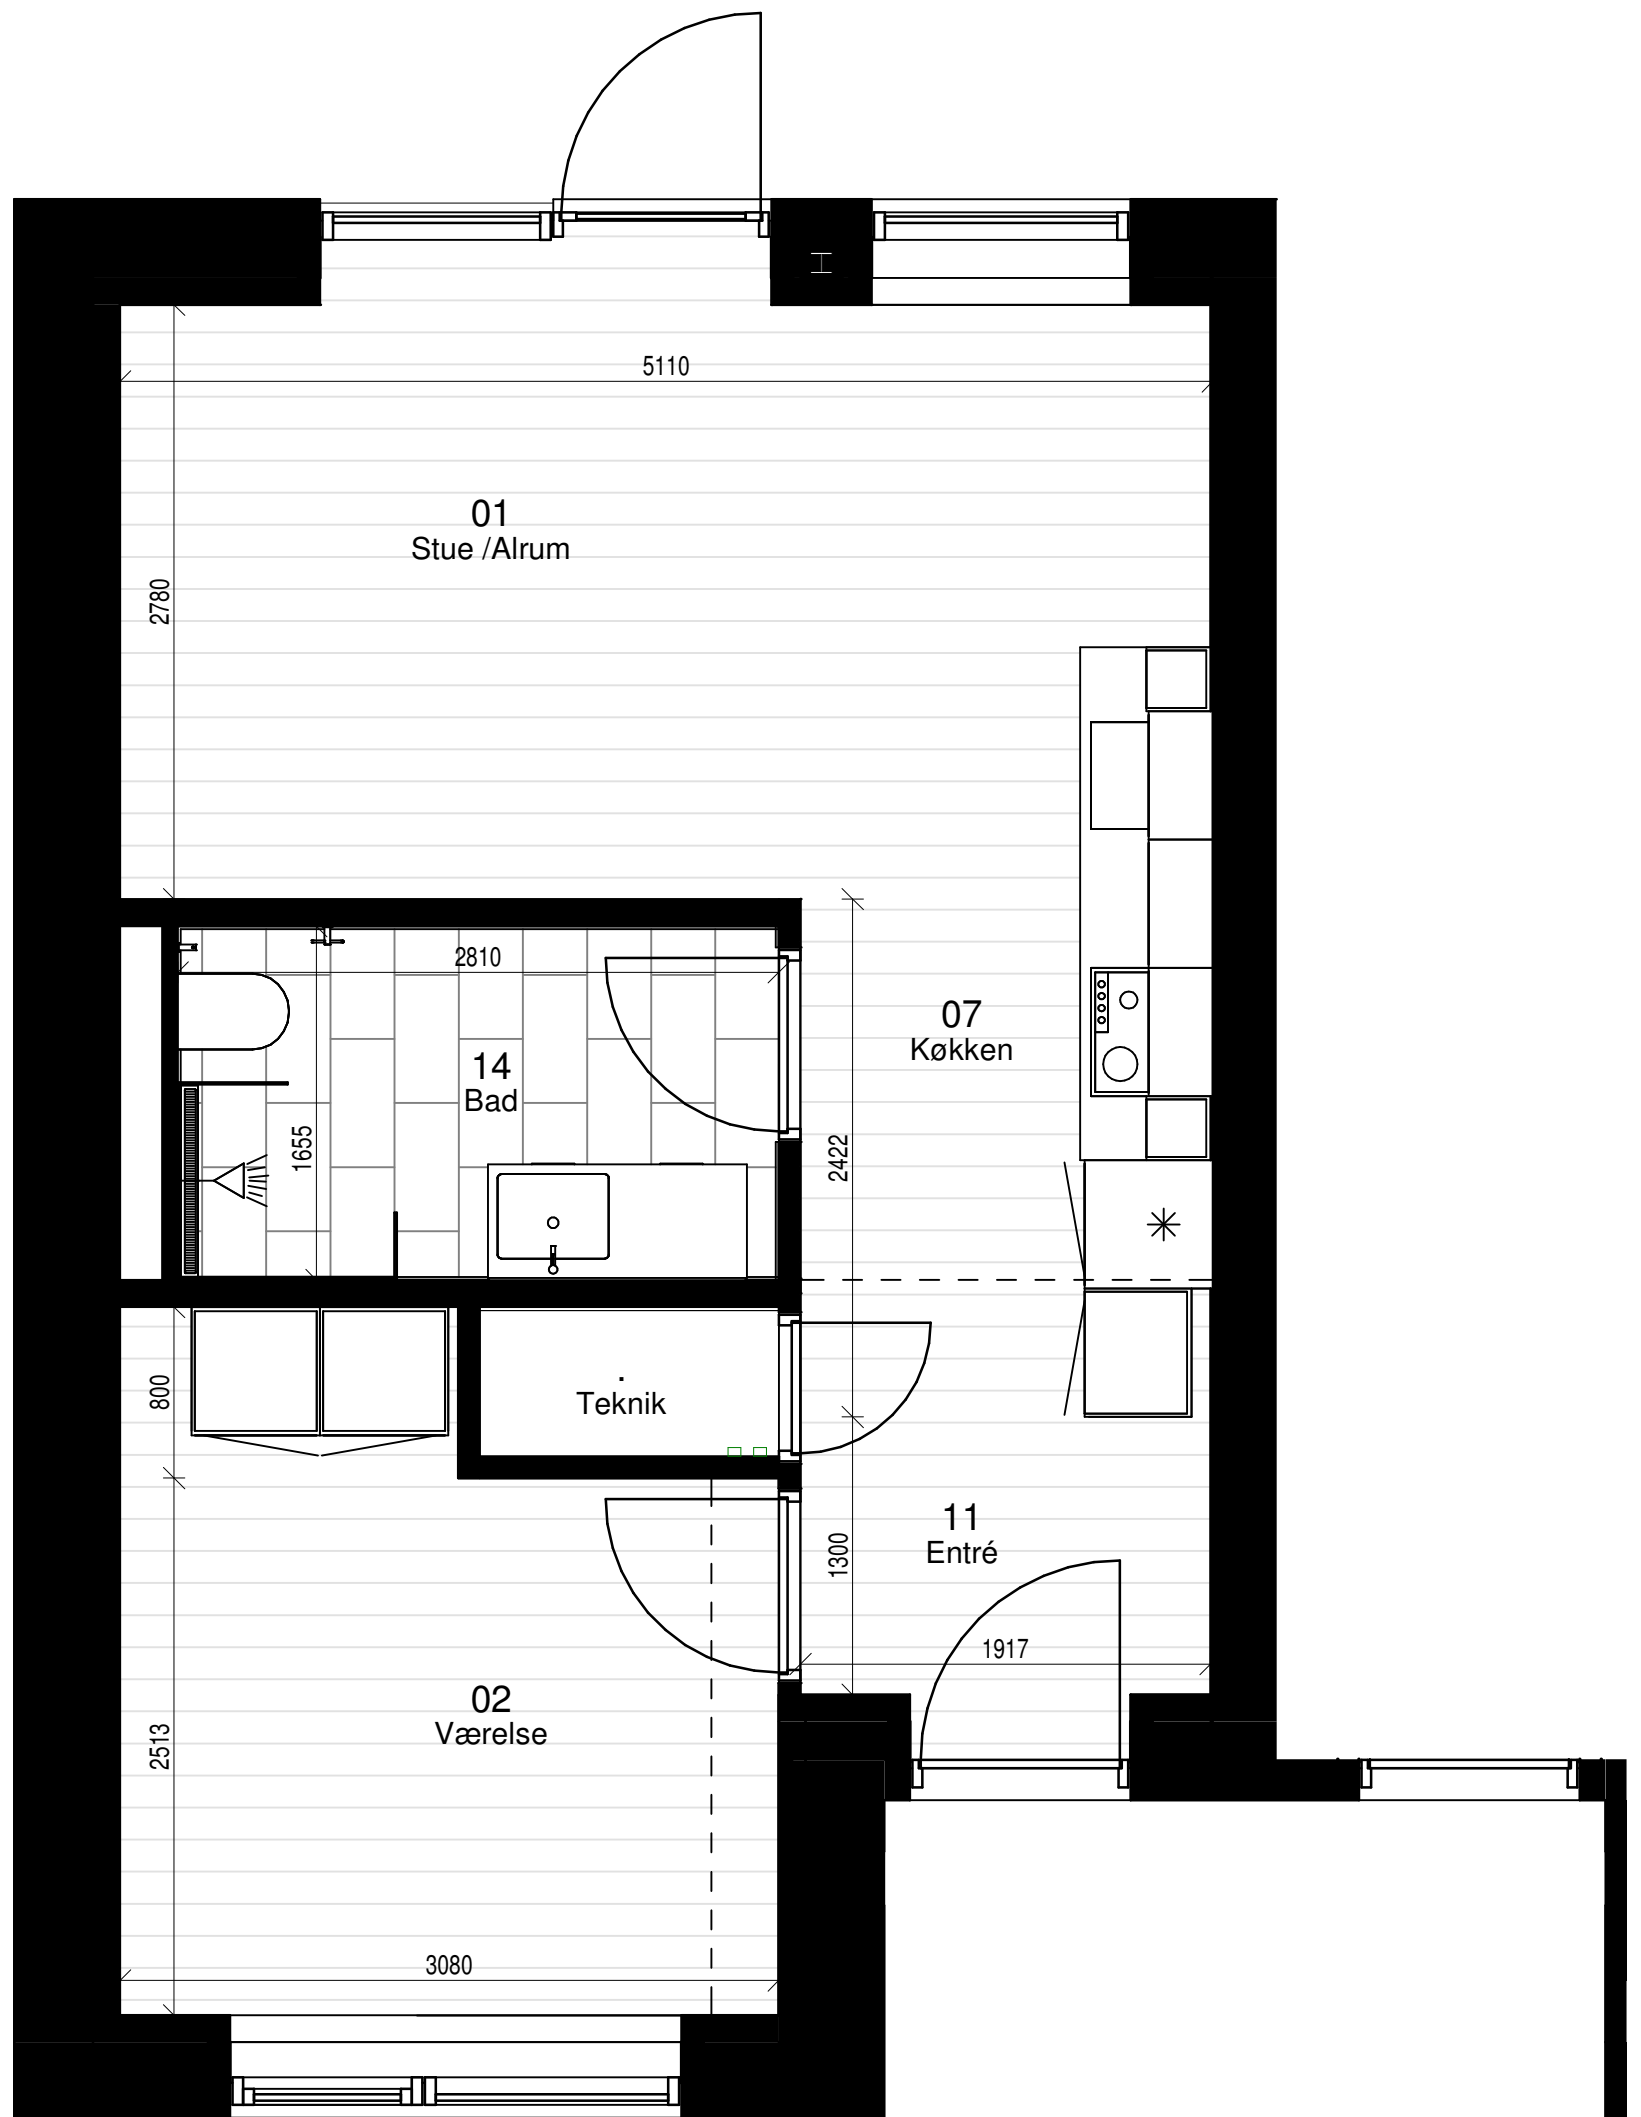 5110
01
Stue /Alrum
2780
2810
07
Køkken
14
Bad
1655
2422
.
Teknik
800
11
Entré
1300
1917
02
Værelse
2513
3080